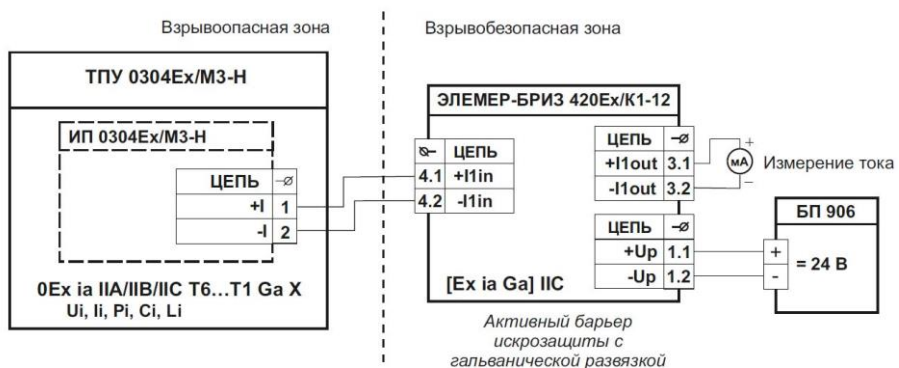 Взрывоопасная зона
Взрывобезопасная зона
ТПУ 0304Ex/М3-Н
ИП 0304Ex/М3-Н
ЦЕПЬ
+I 1
-I 2
0Ex ia IIA/IIB/IIC T6...T1 Ga X
Ui, Ii, Pi, Ci, Li
ЭЛЕМЕР-БРИЗ 420Ex/К1-12
ЦЕПЬ
4.1 +I1in
4.2 -I1in
ЦЕПЬ
+I1out 3.1
-I1out 3.2
+
мА
–
Измерение тока
ЦЕПЬ
+Up 1.1
-Up 1.2
[Ex ia Ga] IIC
БП 906
+
-
= 24 В
Активный барьер
искрозащиты с
гальванической развязкой